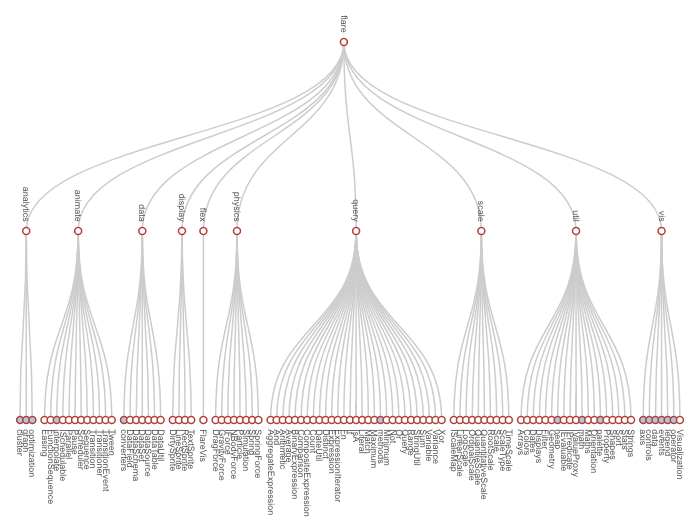 flare
analytics
animate
data
display
flex
physics
query
scale
util
vis
cluster
graph
optimization
Easing
FunctionSequence
interpolate
ISchedulable
Parallel
Pause
Scheduler
Sequence
Transition
Transitioner
TransitionEvent
Tween
converters
DataField
DataSchema
DataSet
DataSource
DataTable
DataUtil
DirtySprite
LineSprite
RectSprite
TextSprite
FlareVis
DragForce
GravityForce
IForce
NBodyForce
Particle
Simulation
Spring
SpringForce
AggregateExpression
And
Arithmetic
Average
BinaryExpression
Comparison
CompositeExpression
Count
DateUtil
Distinct
Expression
ExpressionIterator
Fn
If
IsA
Literal
Match
Maximum
methods
Minimum
Not
Or
Query
Range
StringUtil
Sum
Variable
Variance
Xor
IScaleMap
LinearScale
LogScale
OrdinalScale
QuantileScale
QuantitativeScale
RootScale
Scale
ScaleType
TimeScale
Arrays
Colors
Dates
Displays
Filter
Geometry
heap
IEvaluable
IPredicate
IValueProxy
math
Maths
Orientation
palette
Property
Shapes
Sort
Stats
Strings
axis
controls
data
events
legend
operator
Visualization